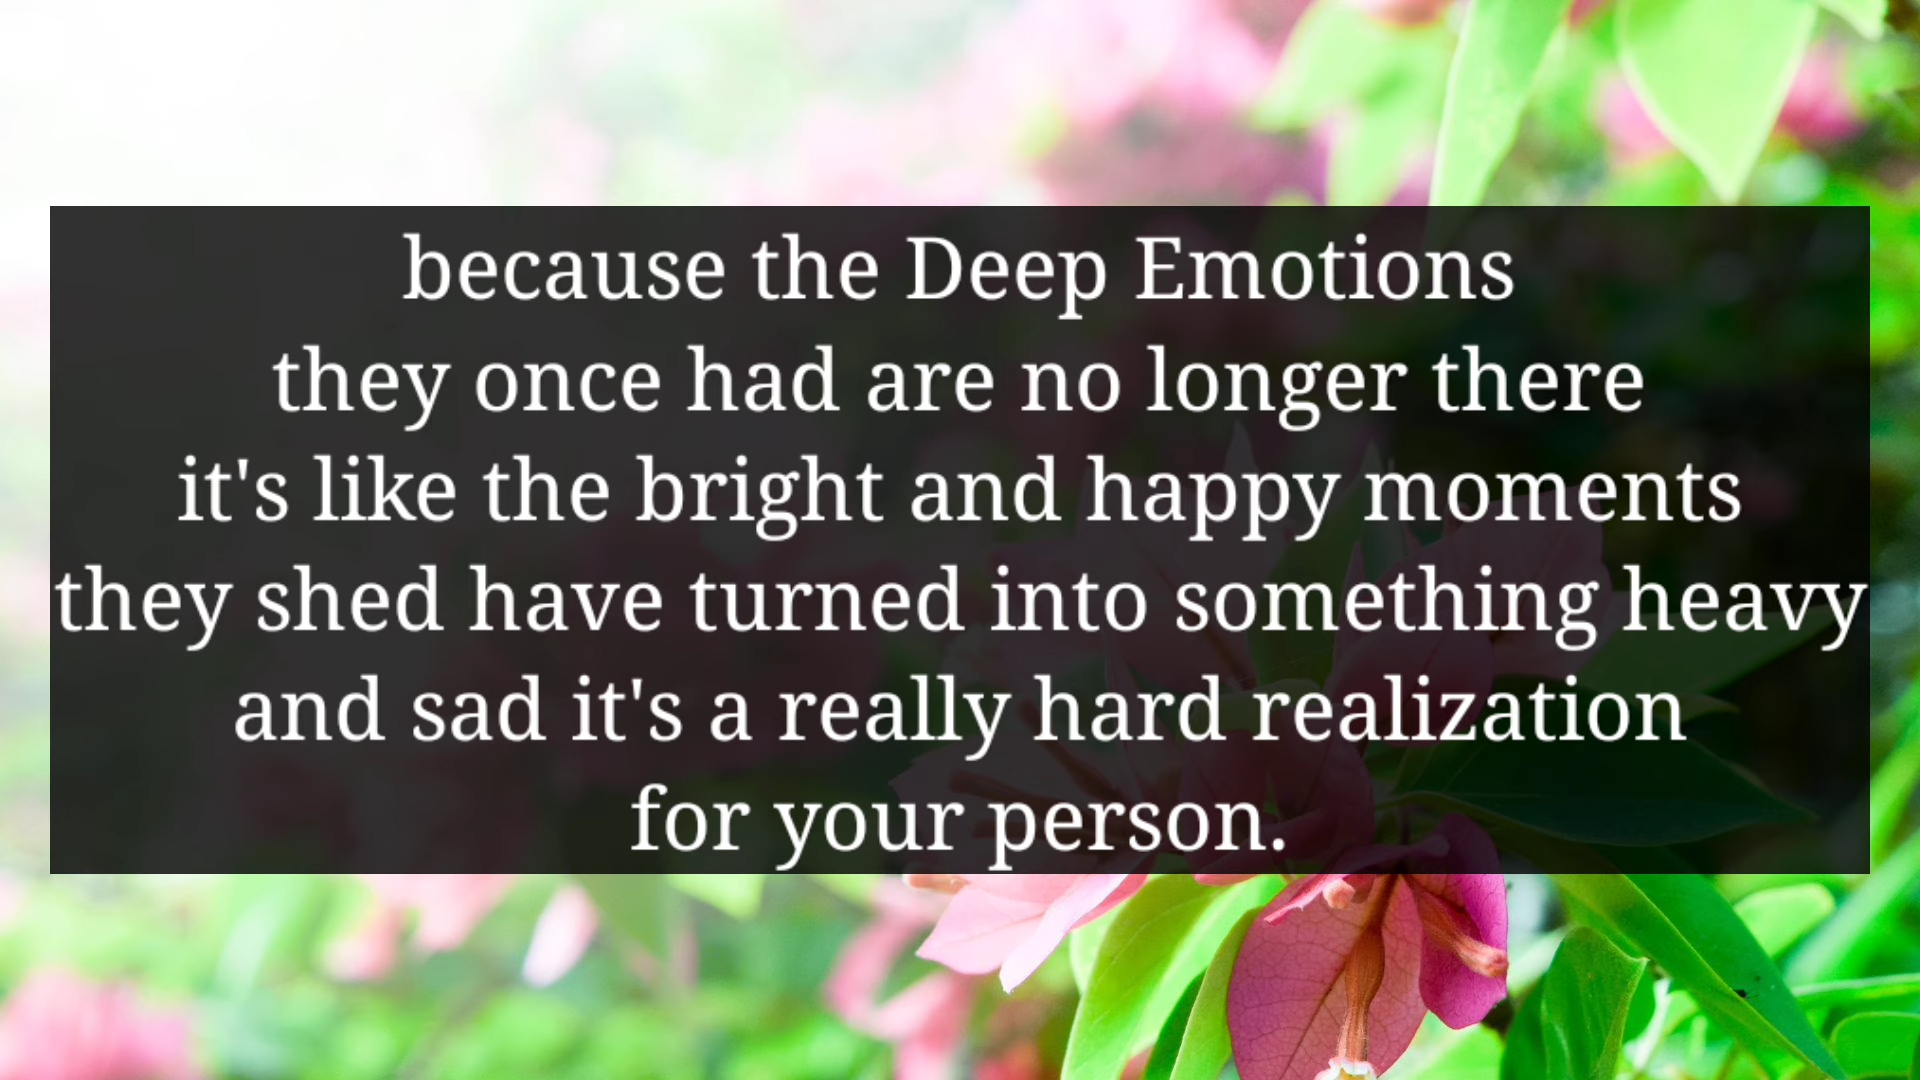 because the Deep Emotions
they once had are no longer there
it's like the bright and happy moments
they shed have turned into something heavy
and sad it's a really hard realization
for your person.